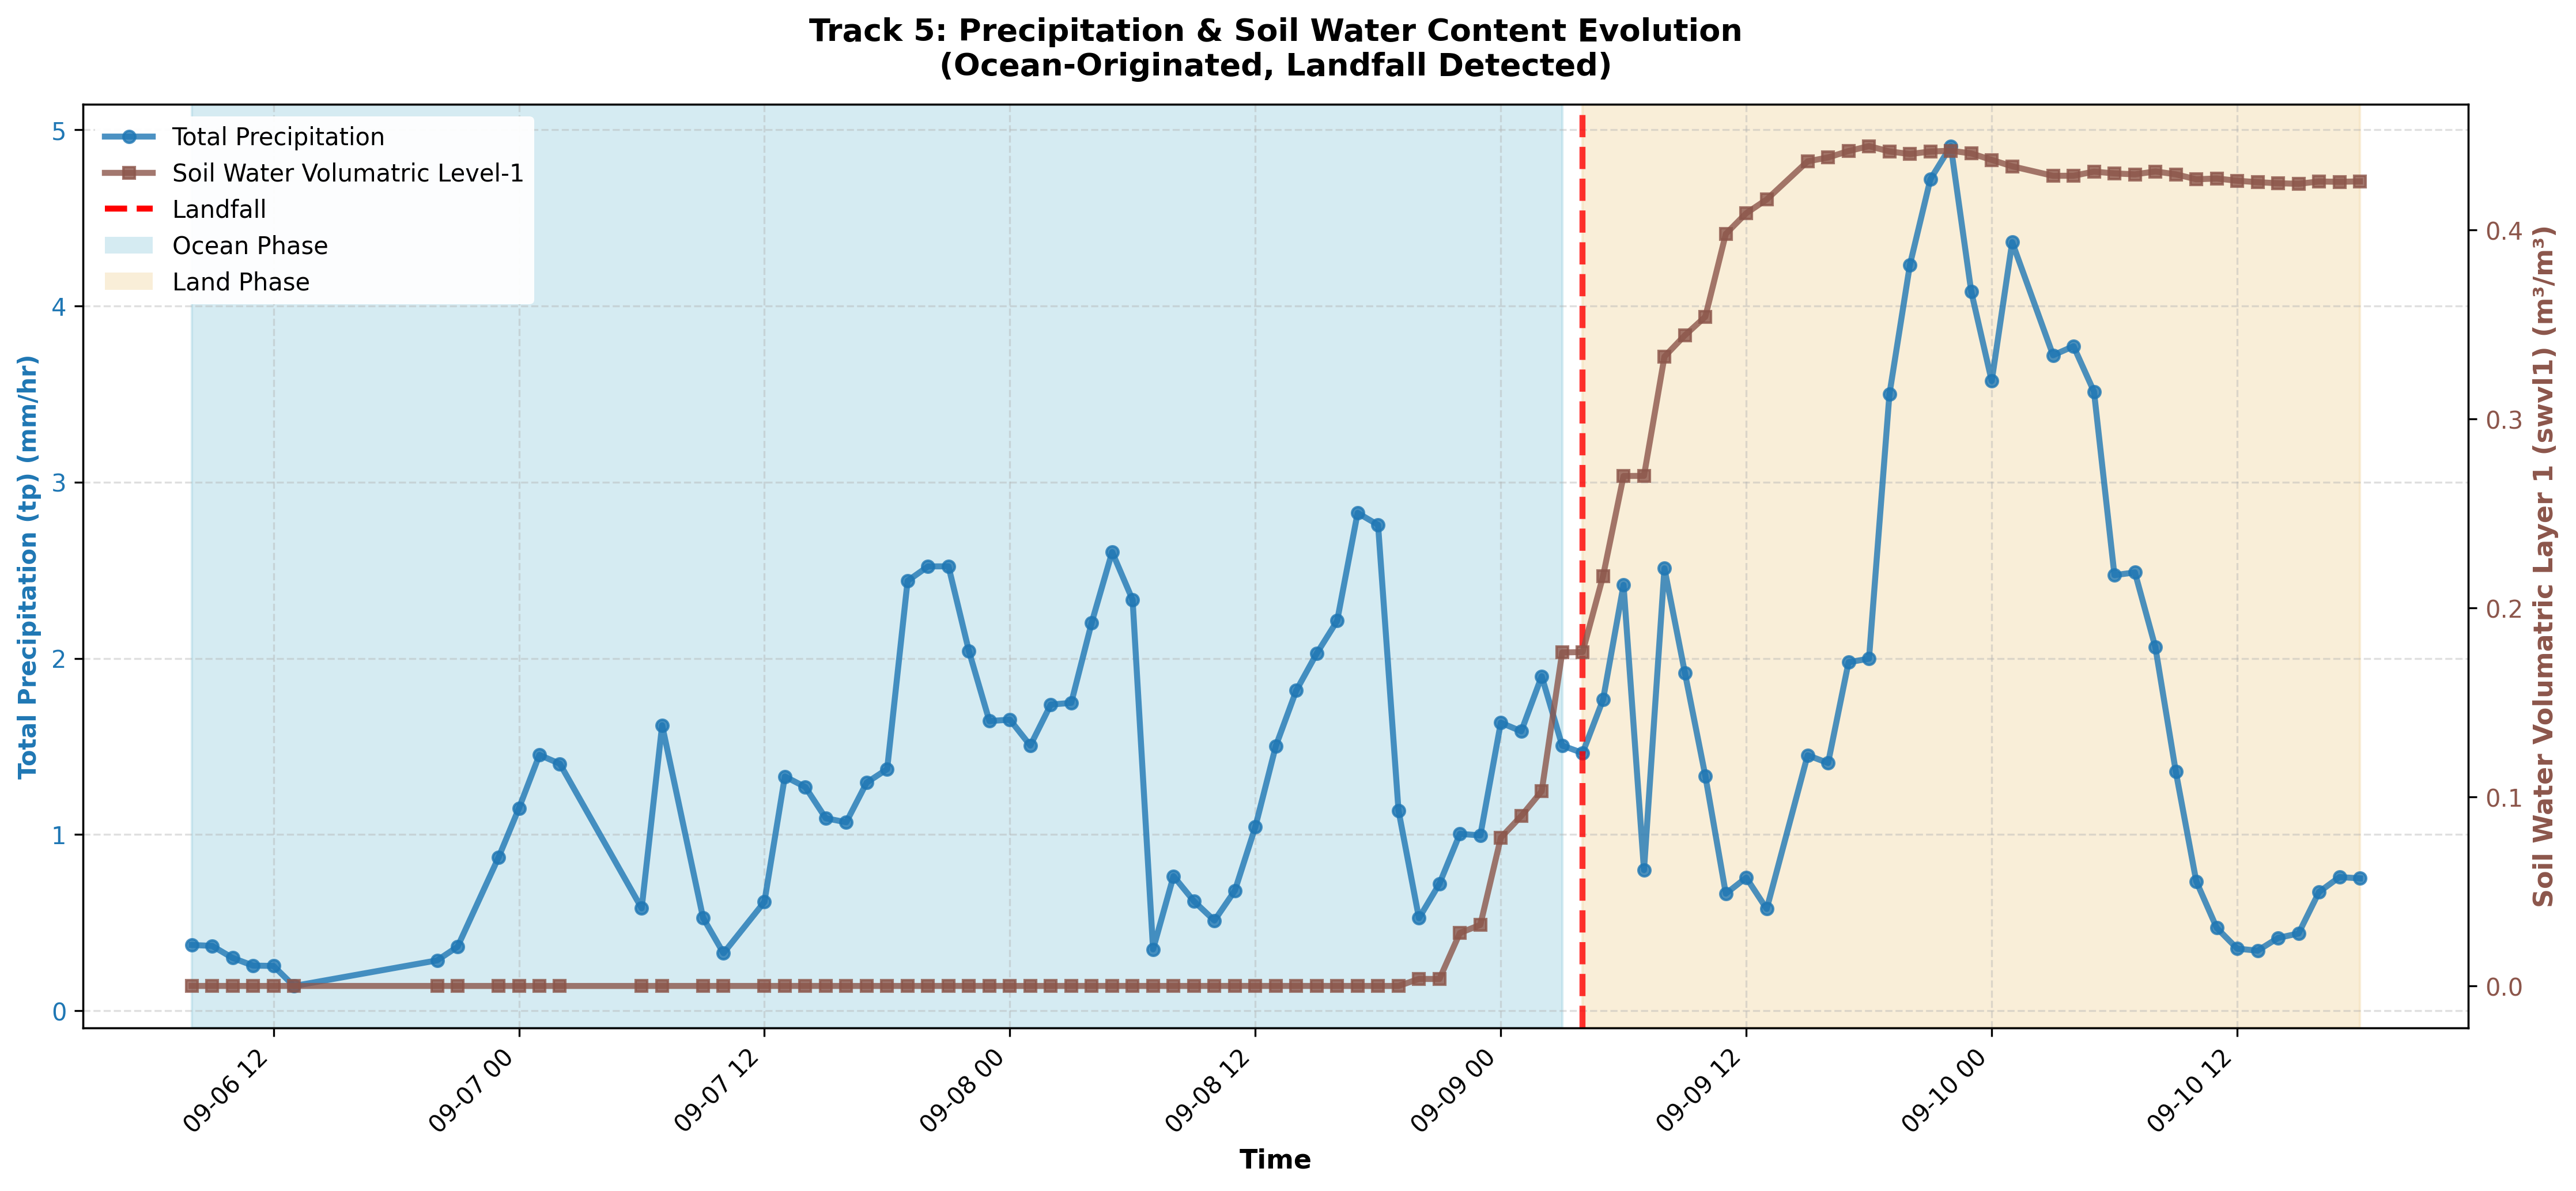 Track 5: Precipitation & Soil Water Content Evolution
(Ocean-Originated, Landfall Detected)
Total Precipitation
Soil Water Volumatric Level-1
Landfall
Ocean Phase
Land Phase
Total Precipitation (tp) (mm/hr)
5
4
3
2
1
0
Soil Water Volumatric Layer 1 (swvl1) (m³/m³)
0.4
0.3
0.2
0.1
0.0
09-06 12
09-07 00
09-07 12
09-08 00
09-08 12
09-09 00
09-09 12
09-10 00
09-10 12
Time